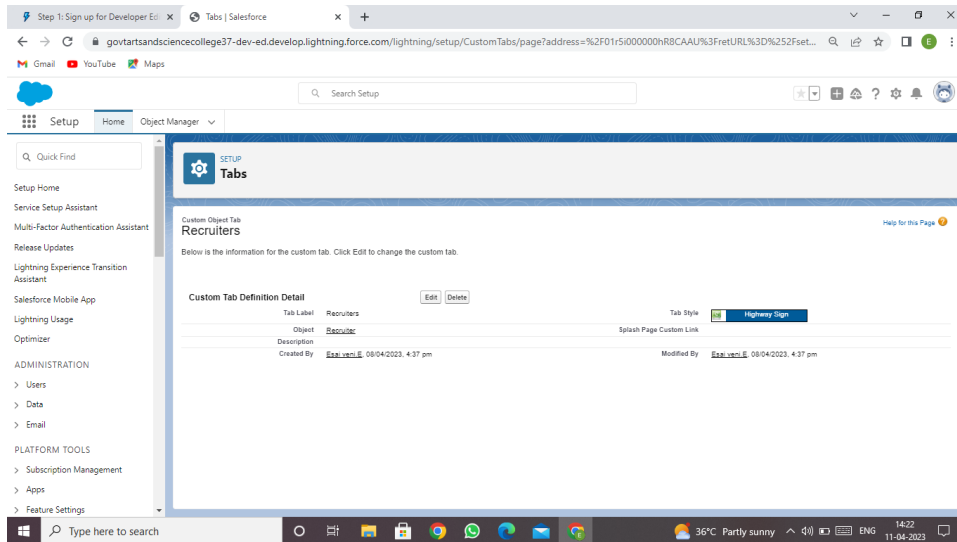 Step 1: Sign up for Developer Edi
Tabs | Salesforce
govtartsandsciencecollege37-dev-ed.develop.lightning.force.com/lightning/setup/CustomTabs/page?address=%2F01r5i000000hR8CAAU%3FretURL%3D%252Fset...
E
Gmail
YouTube
Maps
Search Setup
Setup
Home
Object Manager
Quick Find
Setup Home
Service Setup Assistant
Multi-Factor Authentication Assistant
Release Updates
Lightning Experience Transition
Assistant
Salesforce Mobile App
Lightning Usage
Optimizer
ADMINISTRATION
Users
Data
Email
PLATFORM TOOLS
Subscription Management
Apps
Feature Settings
SETUP
Tabs
Custom Object Tab
Recruiters
Help for this Page
Below is the information for the custom tab. Click Edit to change the custom tab.
Custom Tab Definition Detail
Edit
Delete
Tab Label Recruiters
Tab Style Highway Sign
Object Recruiter
Splash Page Custom Link
Description
Created By Esai veni.E, 08/04/2023, 4:37 pm
Modified By Esai veni.E, 08/04/2023, 4:37 pm
Type here to search
36°C Partly sunny
ENG
14:22
11-04-2023